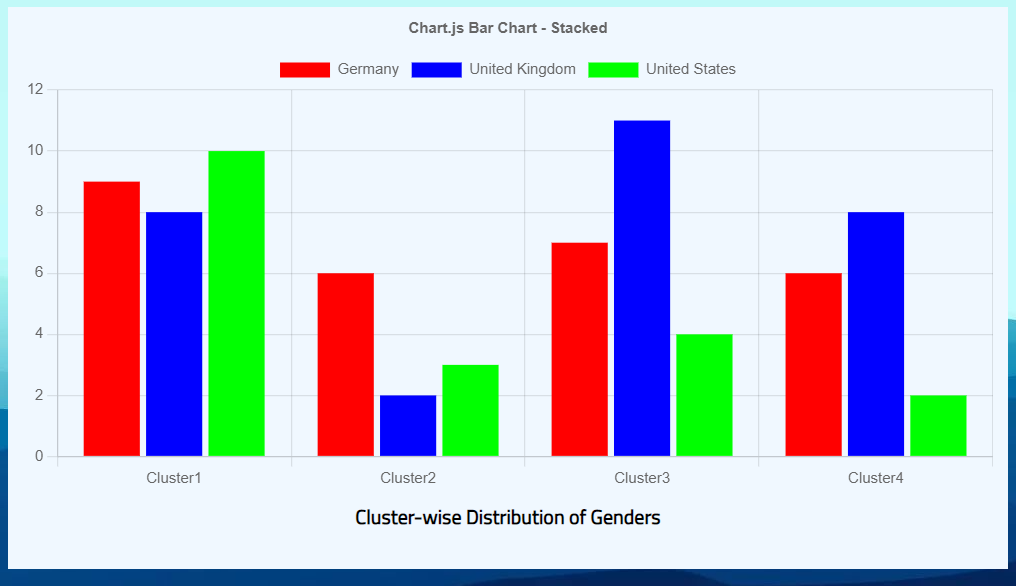 Chart.js Bar Chart - Stacked
Germany United Kingdom United States
12
10
8
6
4
2
0
Cluster1 Cluster2 Cluster3 Cluster4
Cluster-wise Distribution of Genders